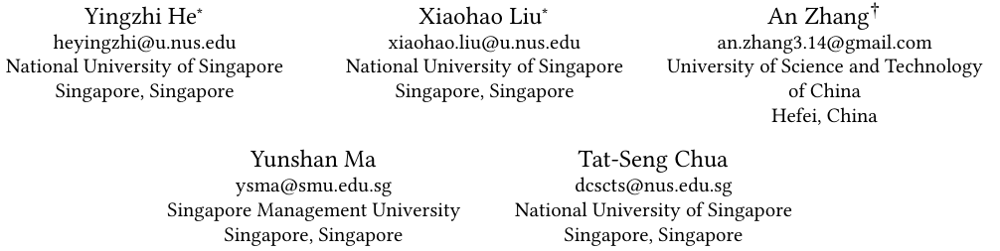 Yingzhi He*
heyingzhi@u.nus.edu
National University of Singapore
Singapore, Singapore
Xiaohao Liu*
xiaohao.liu@u.nus.edu
National University of Singapore
Singapore, Singapore
An Zhang†
an.zhang3.14@gmail.com
University of Science and Technology
of China
Hefei, China
Yunshan Ma
ysma@smu.edu.sg
Singapore Management University
Singapore, Singapore
Tat-Seng Chua
dcscts@nus.edu.sg
National University of Singapore
Singapore, Singapore